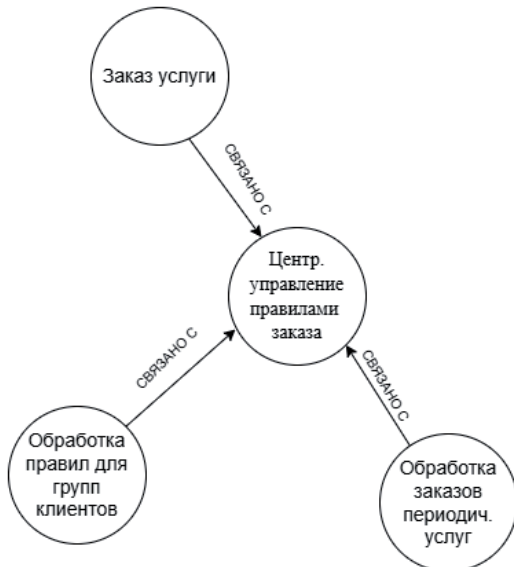 Заказ услуги
СВЯЗАНО С
Центр.
управление
правилами
заказа
СВЯЗАНО С
СВЯЗАНО С
Обработка
правил для
групп
клиентов
Обработка
заказов
периодич.
услуг